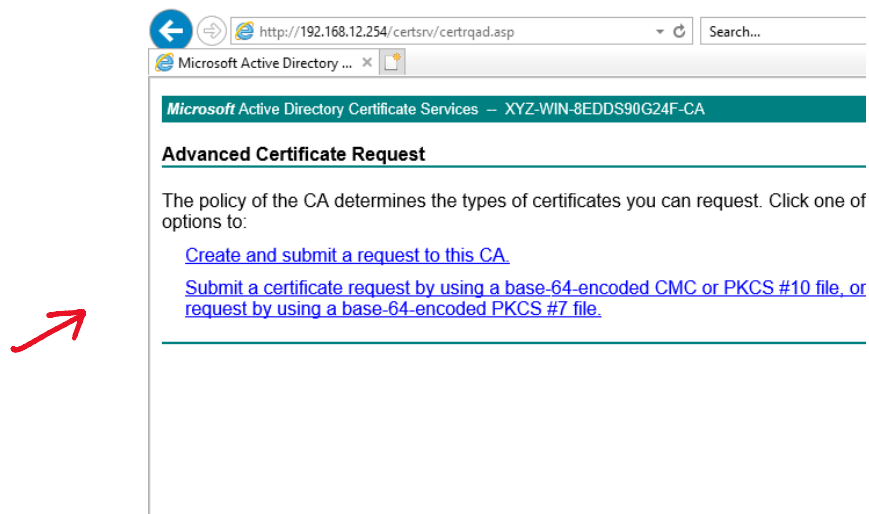 http://192.168.12.254/certsrv/certrqad.asp
Search...
Microsoft Active Directory ...
Microsoft Active Directory Certificate Services -- XYZ-WIN-8EDDS90G24F-CA
Advanced Certificate Request
The policy of the CA determines the types of certificates you can request. Click one of
options to:
Create and submit a request to this CA.
Submit a certificate request by using a base-64-encoded CMC or PKCS #10 file, or
request by using a base-64-encoded PKCS #7 file.